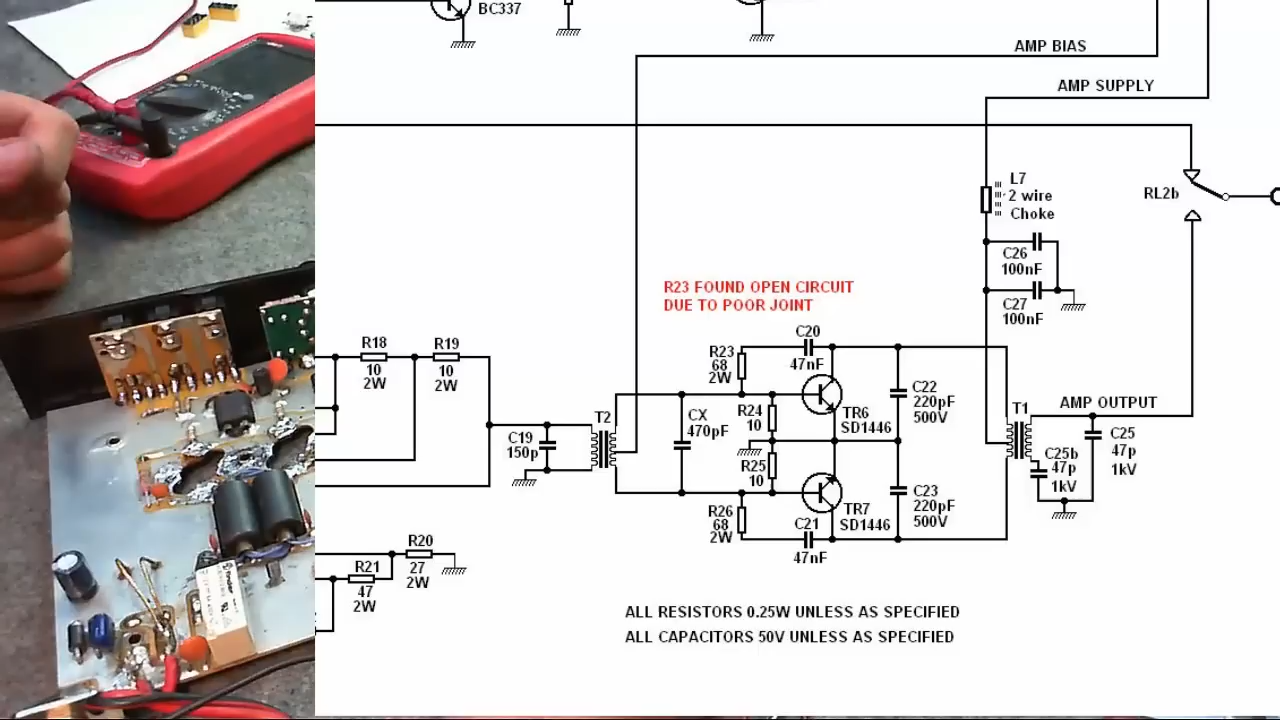 BC337
AMP BIAS
AMP SUPPLY
L7
2 wire
Choke
RL2b
C26
100nF
C27
100nF
R23 FOUND OPEN CIRCUIT
DUE TO POOR JOINT
R18
10
2W
R19
10
2W
C19
150p
T2
CX
470pF
R23
68
2W
C20
47nF
R24
10
R25
10
TR6
SD1446
C22
220pF
500V
R26
68
2W
C21
47nF
TR7
SD1446
C23
220pF
500V
T1
AMP OUTPUT
C25
47p
1kV
C25b
47p
1kV
R20
27
2W
R21
47
2W
ALL RESISTORS 0.25W UNLESS AS SPECIFIED
ALL CAPACITORS 50V UNLESS AS SPECIFIED
finder